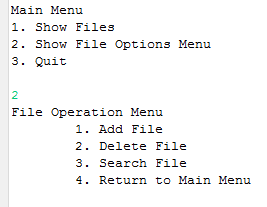 Main Menu
1. Show Files
2. Show File Options Menu
3. Quit
2
File Operation Menu
1. Add File
2. Delete File
3. Search File
4. Return to Main Menu